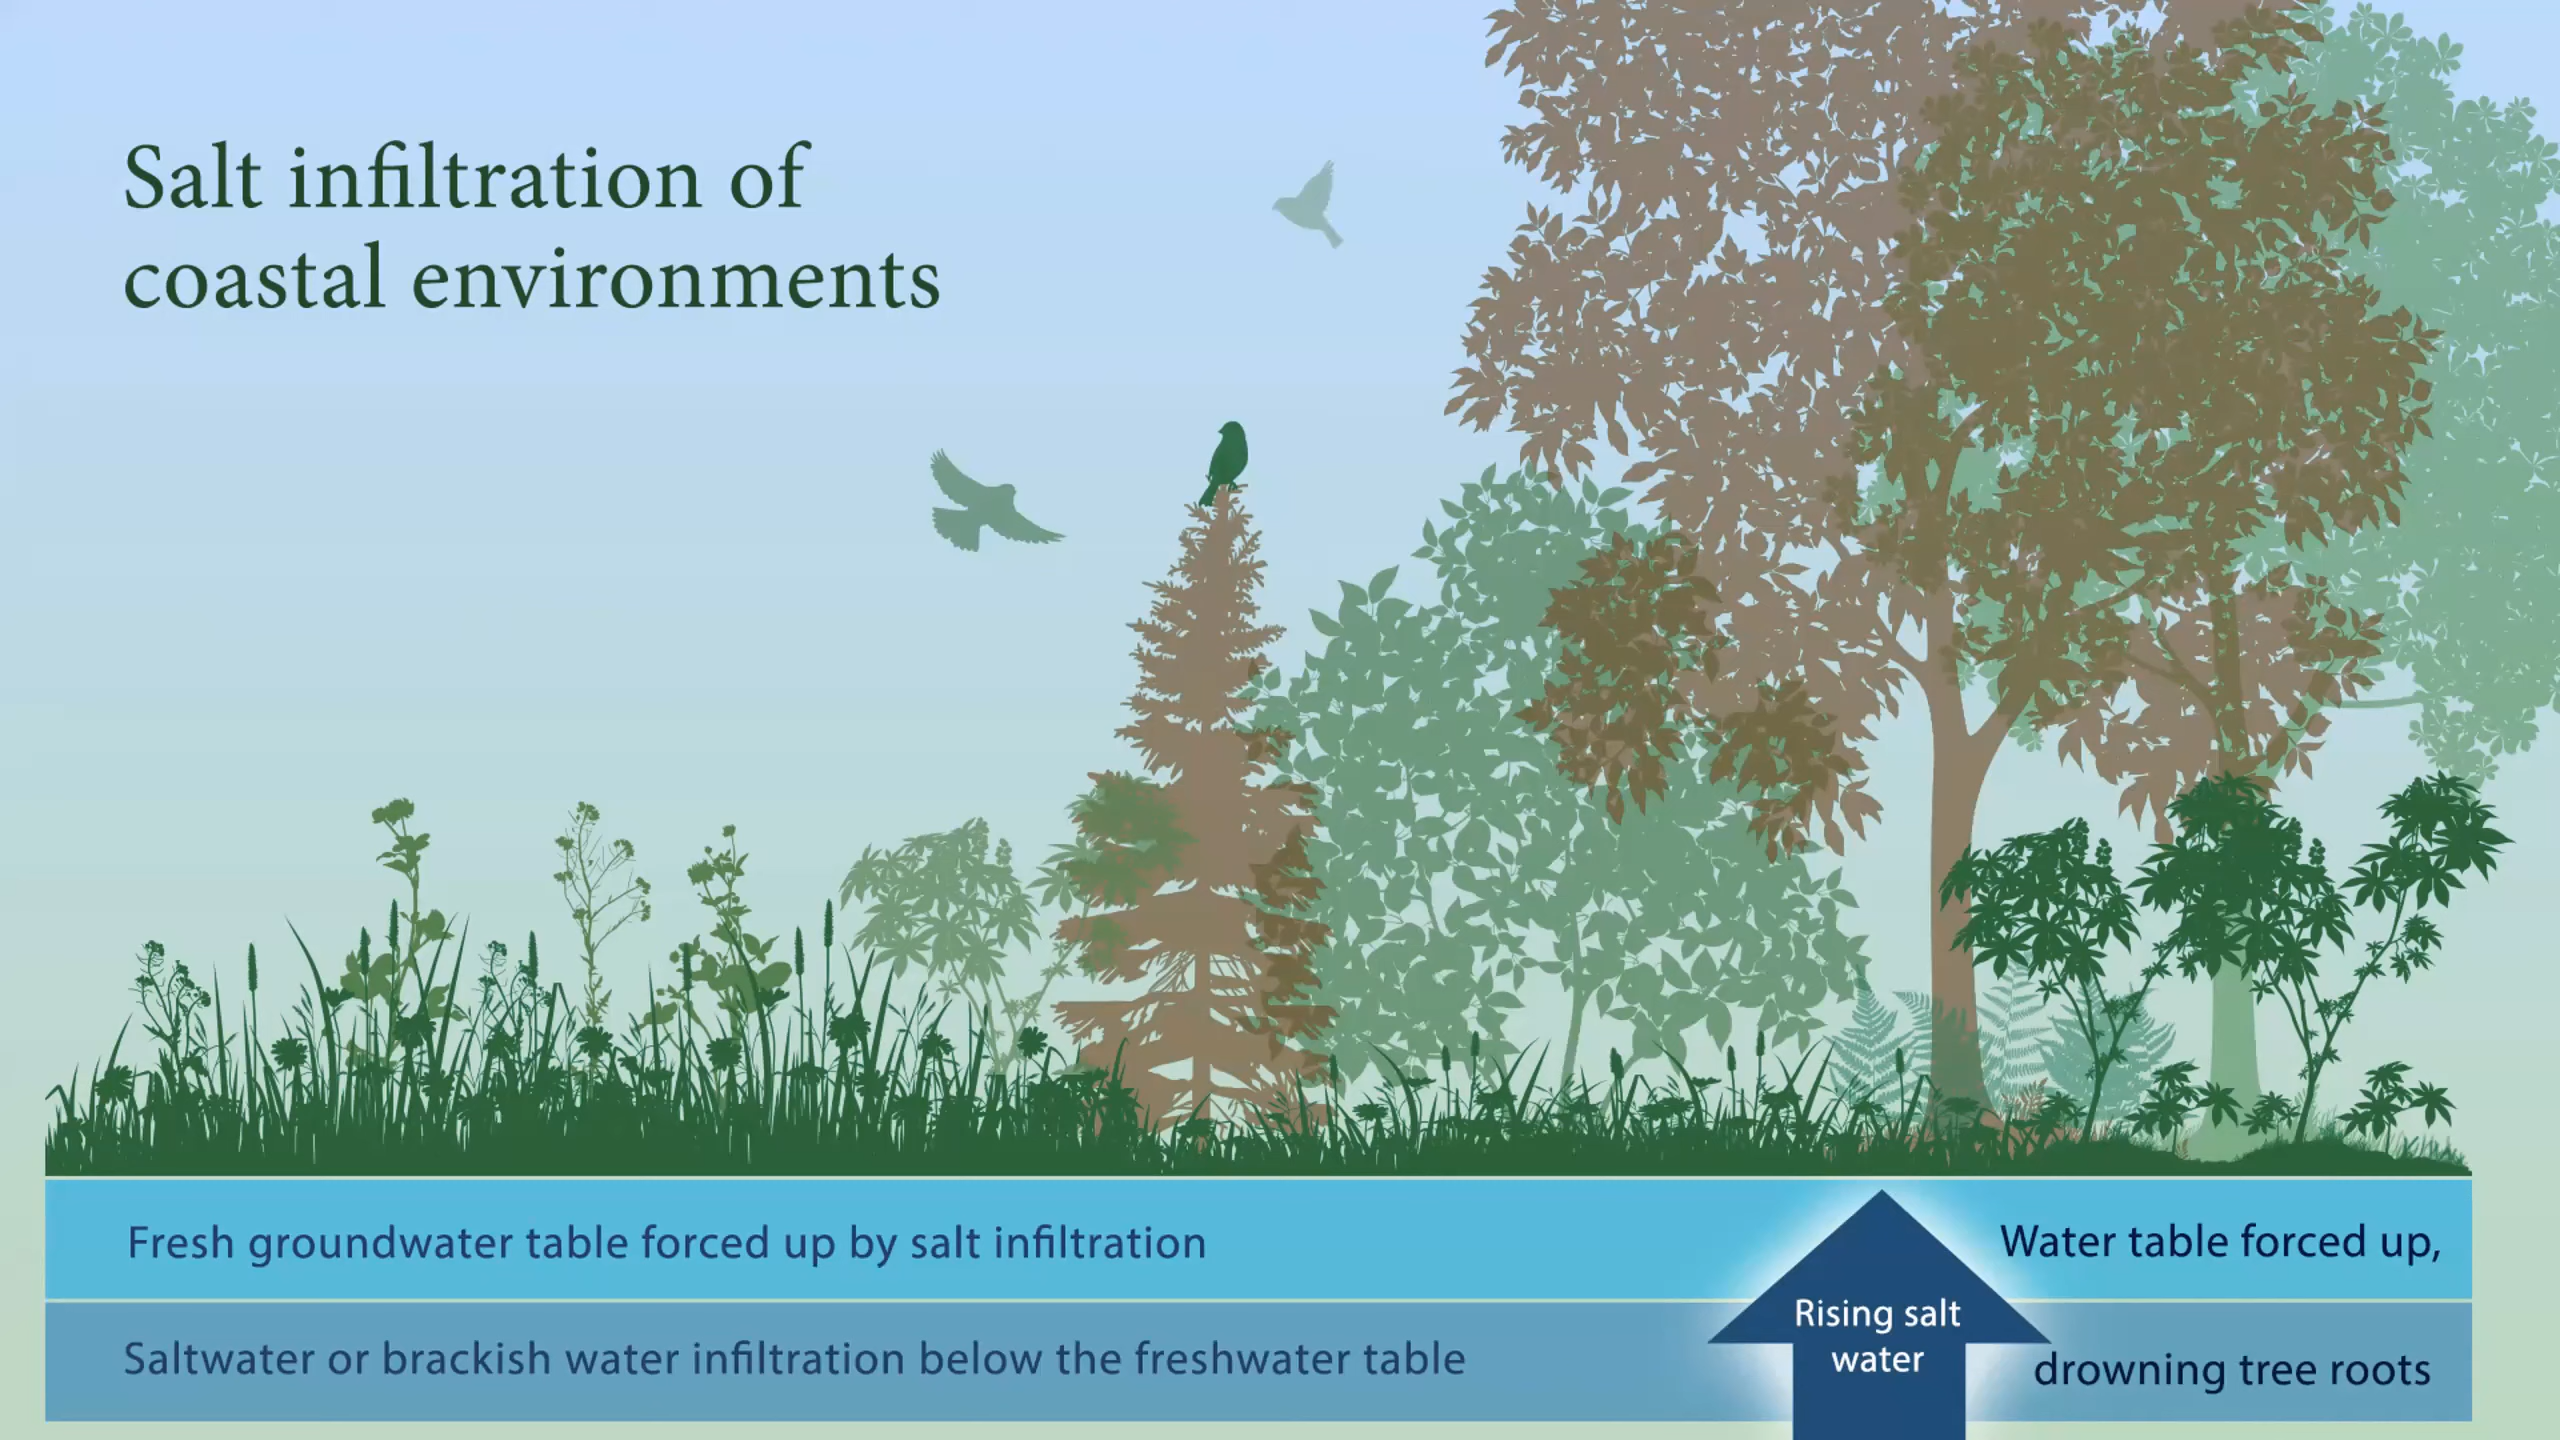 Salt infiltration of
coastal environments
Fresh groundwater table forced up by salt infiltration
Water table forced up,
Rising salt
water
Saltwater or brackish water infiltration below the freshwater table
drowning tree roots